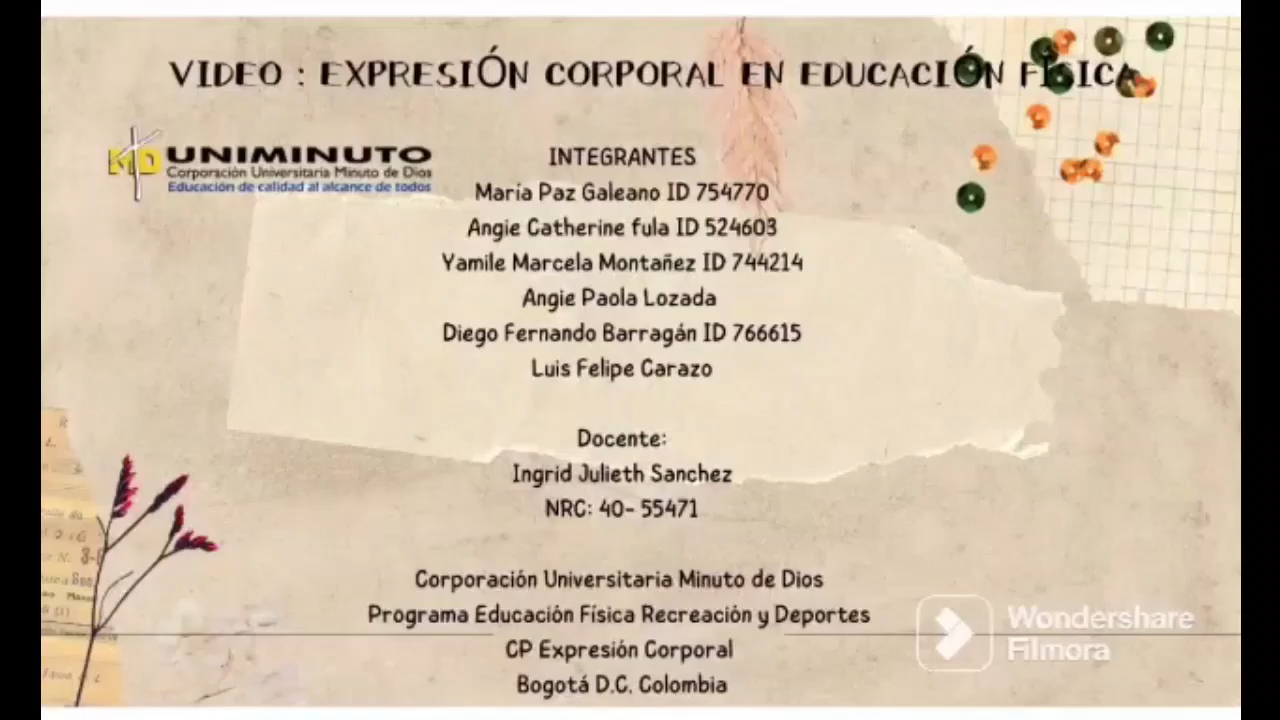 VIDEO : EXPRESIÓN CORPORAL EN EDUCACIÓN FÍSICA
MD UNIMINUTO
Corporación Universitaria Minuto de Dios
Educación de calidad al alcance de todos
INTEGRANTES
María Paz Galeano ID 754770
Angie Catherine fula ID 524603
Yamile Marcela Montañez ID 744214
Angie Paola Lozada
Diego Fernando Barragán ID 766615
Luis Felipe Carazo
Docente:
Ingrid Julieth Sanchez
NRC: 40- 55471
Corporación Universitaria Minuto de Dios
Programa Educación Física Recreación y Deportes
CP Expresión Corporal
Bogotá D.C. Colombia
Wondershare
Filmora